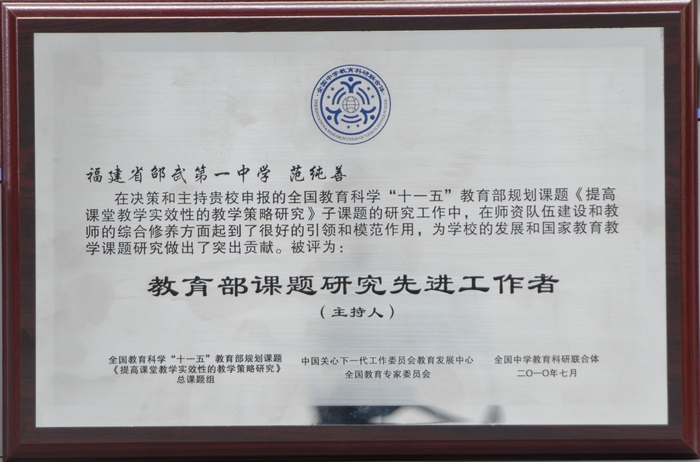 全国中学教育科研联合体
福建省邵武第一中学 范纯善
在决策和主持贵校申报的全国教育科学“十一五”教育部规划课题《提高
课堂教学实效性的教学策略研究》子课题的研究工作中，在师资队伍建设和教
师的综合修养方面起到了很好的引领和模范作用，为学校的发展和国家教育教
学课题研究做出了突出贡献。被评为：
教育部课题研究先进工作者
（主持人）
全国教育科学“十一五”教育部规划课题
《提高课堂教学实效性的教学策略研究》
总课题组
中国关心下一代工作委员会教育发展中心
全国教育专家委员会
全国中学教育科研联合体
二〇一〇年七月